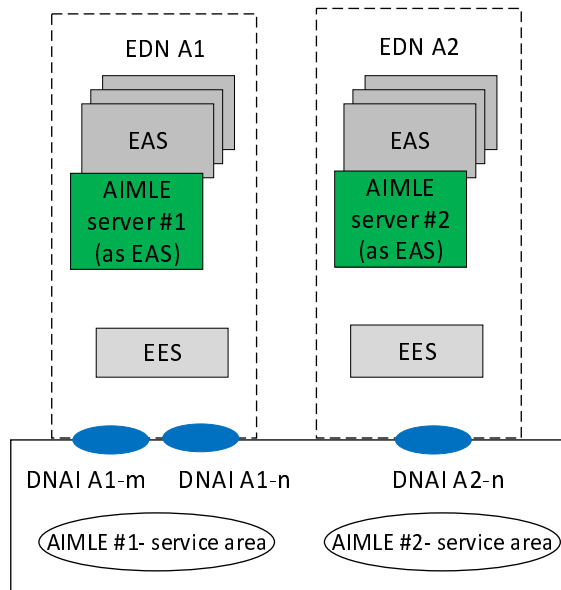 EDN A1
EAS
AIMLE
server #1
(as EAS)
EES
EDN A2
EAS
AIMLE
server #2
(as EAS)
EES
DNAI A1-m
DNAI A1-n
DNAI A2-n
AIMLE #1- service area
AIMLE #2- service area